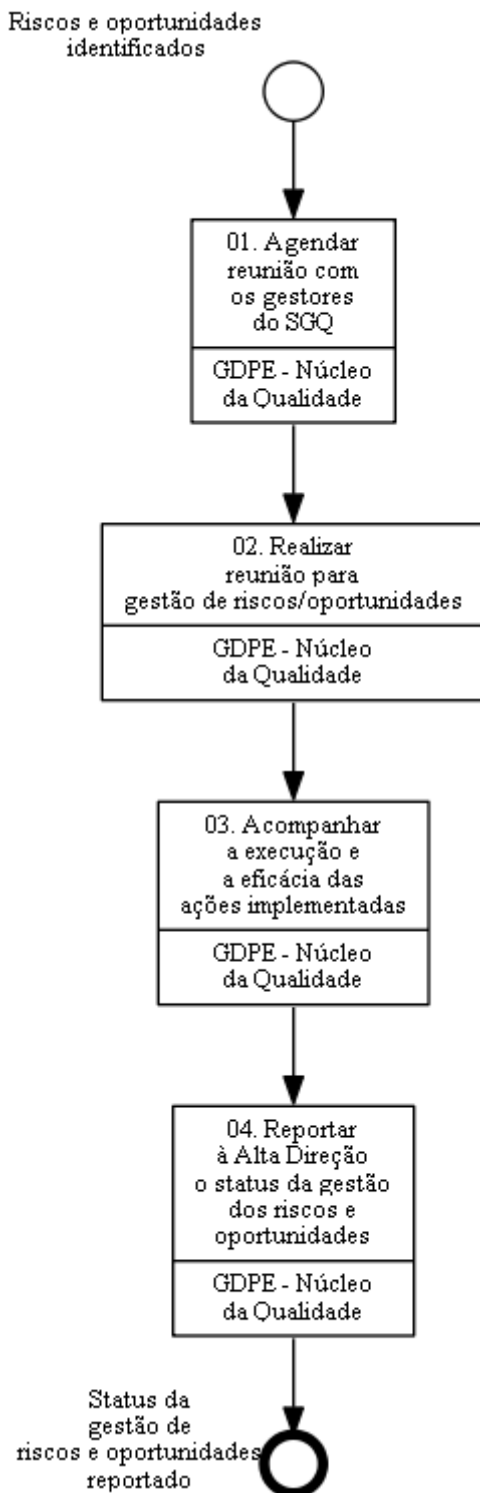 Riscos e oportunidades
identificados
01. Agendar
reunião com
os gestores
do SGQ
GDPE - Núcleo
da Qualidade
02. Realizar
reunião para
gestão de riscos/oportunidades
GDPE - Núcleo
da Qualidade
03. Acompanhar
a execução e
a eficácia das
ações implementadas
GDPE - Núcleo
da Qualidade
04. Reportar
à Alta Direção
o status da gestão
dos riscos e
oportunidades
GDPE - Núcleo
da Qualidade
Status da
gestão de
riscos e oportunidades
reportado